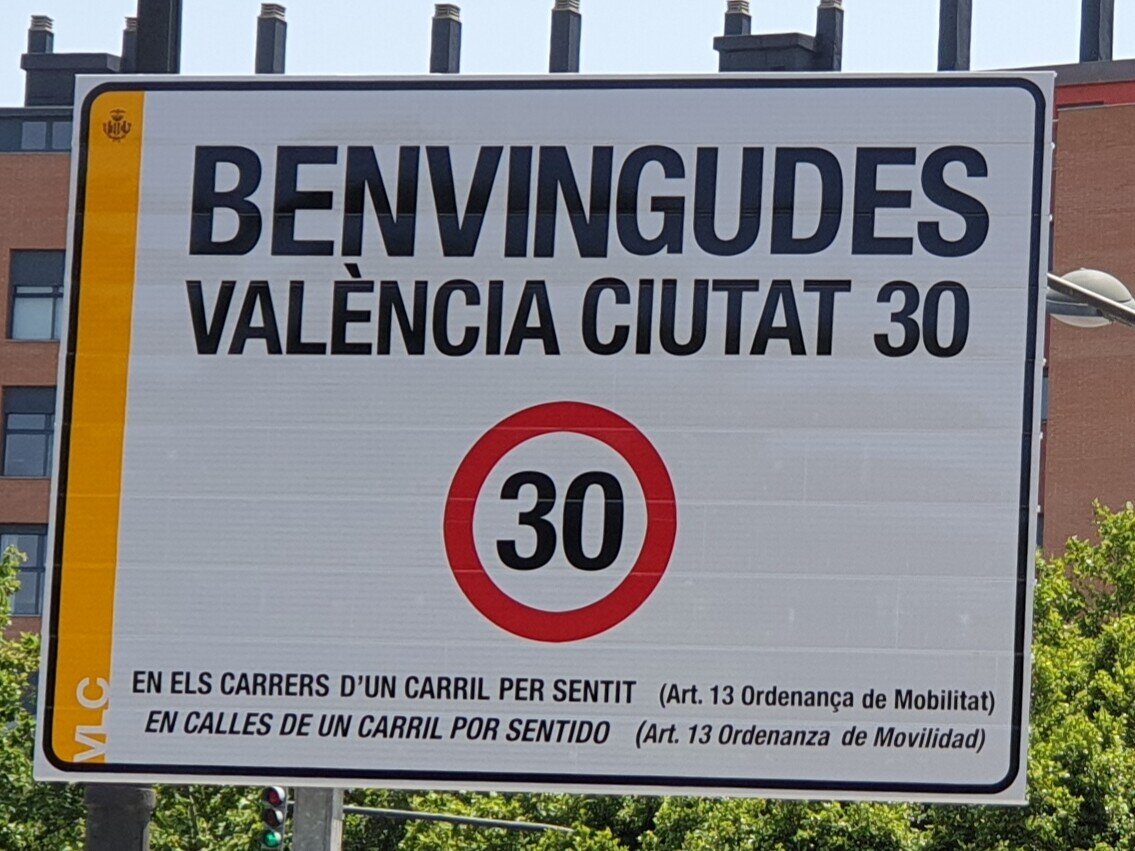 BENVINGUDES
VALÈNCIA CIUTAT 30
30
EN ELS CARRERS D'UN CARRIL PER SENTIT (Art. 13 Ordenança de Mobilitat)
EN CALLES DE UN CARRIL POR SENTIDO (Art. 13 Ordenanza de Movilidad)
VLC